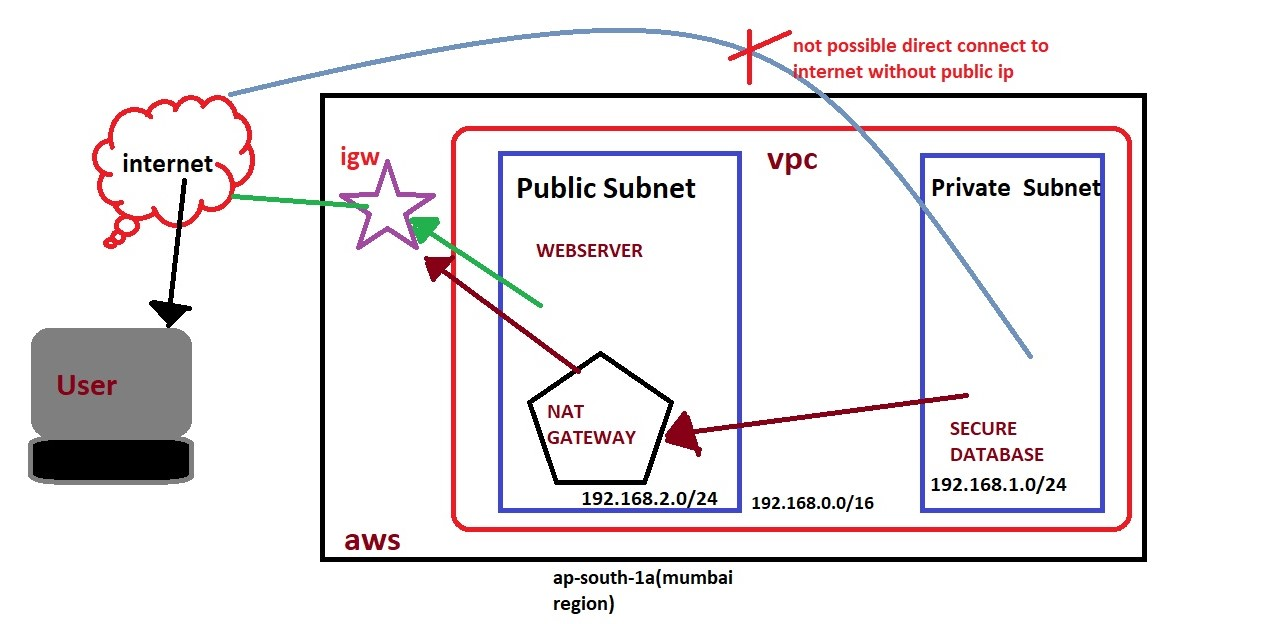 not possible direct connect to
internet without public ip
internet
igw
vpc
Public Subnet
Private Subnet
WEBSERVER
User
NAT
GATEWAY
SECURE
DATABASE
192.168.2.0/24
192.168.0.0/16
192.168.1.0/24
aws
ap-south-1a(mumbai
region)